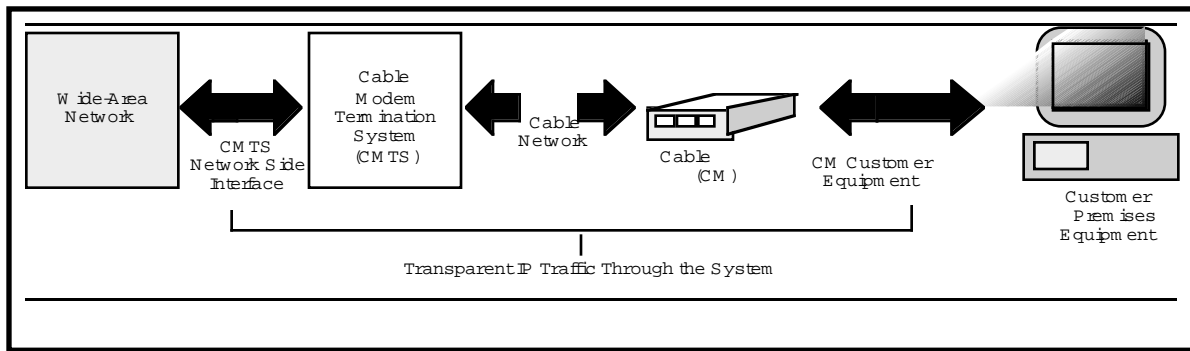 Wide-Area
Network
CMTS
Network Side
Interface
Cable
Modem
Termination
System
(CMTS)
Cable
Network
Cable
(CM)
CM Customer
Equipment
Customer
Premises
Equipment
Transparent IP Traffic Through the System